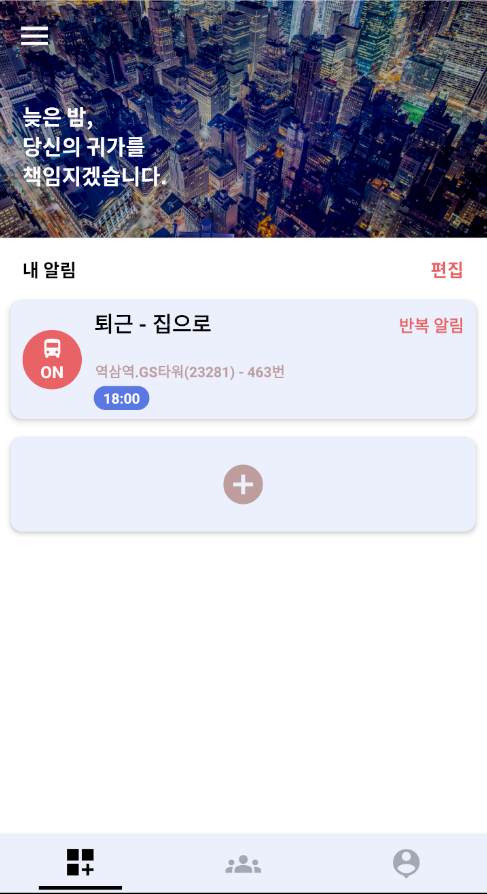 늦은 밤,
당신의 귀가를
책임지겠습니다.
내 알림
편집
퇴근 - 집으로
반복 알림
ON
역삼역.GS타워(23281) - 463번
18:00